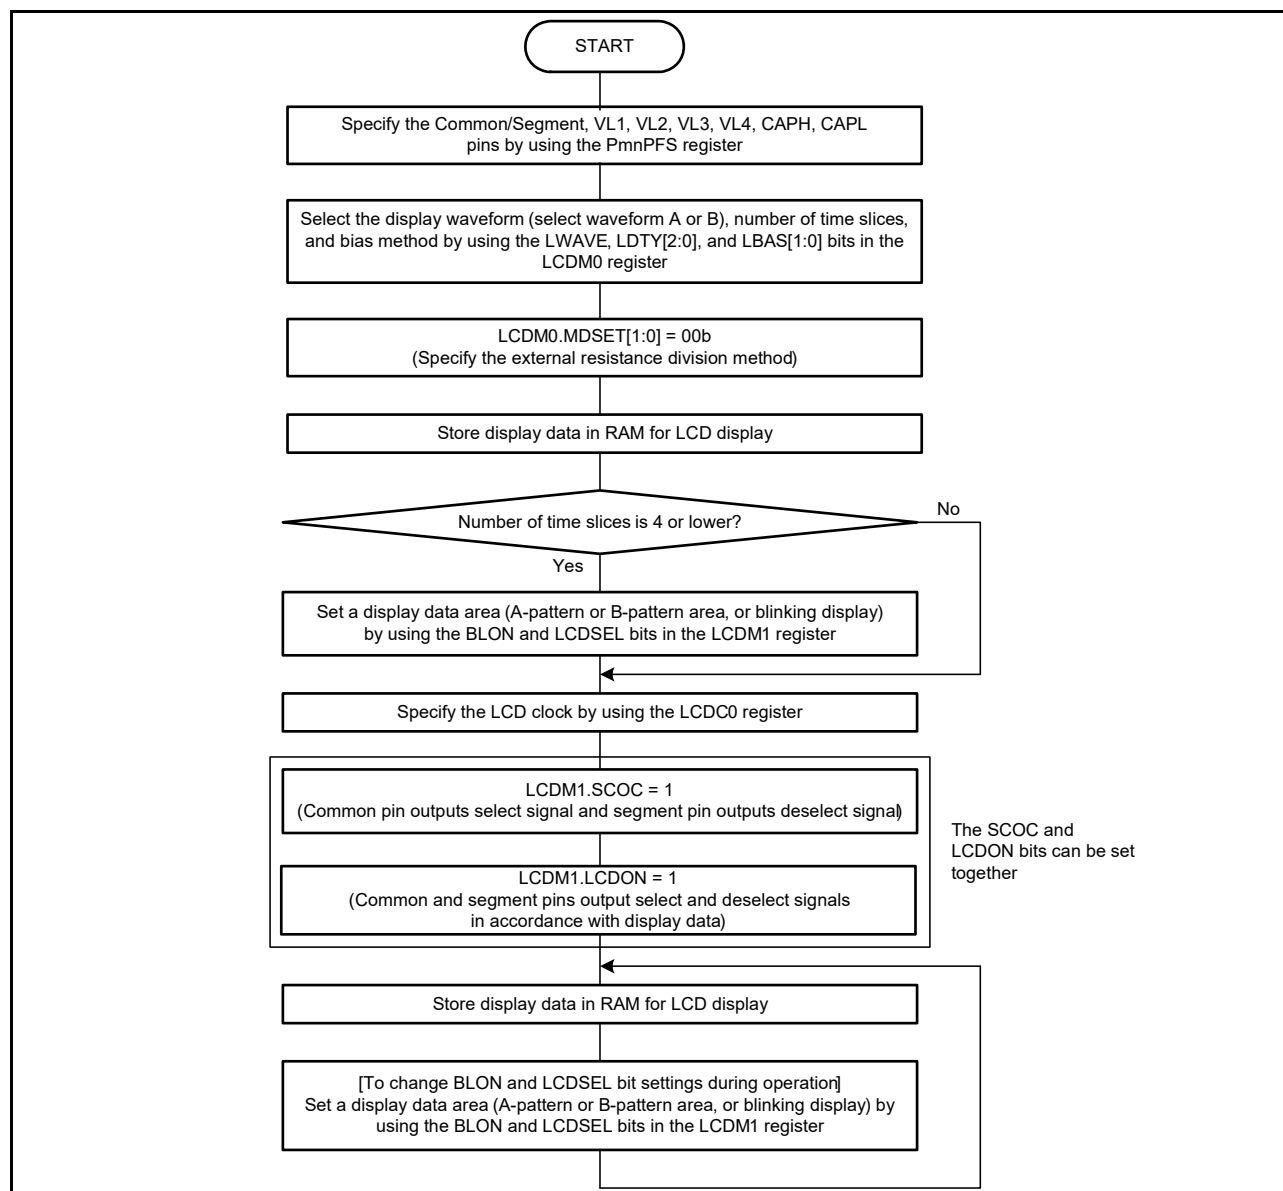 START
Specify the Common/Segment, VL1, VL2, VL3, VL4, CAPH, CAPL
pins by using the PmnPFS register
Select the display waveform (select waveform A or B), number of time slices,
and bias method by using the LWAVE, LDTY[2:0], and LBAS[1:0] bits in the
LCDM0 register
LCDM0.MDSET[1:0] = 00b
(Specify the external resistance division method)
Store display data in RAM for LCD display
Number of time slices is 4 or lower?
No
Yes
Set a display data area (A-pattern or B-pattern area, or blinking display)
by using the BLON and LCDSEL bits in the LCDM1 register
Specify the LCD clock by using the LCDC0 register
LCDM1.SCOC = 1
(Common pin outputs select signal and segment pin outputs deselect signal)
The SCOC and
LCDON bits can be set
together
LCDM1.LCDON = 1
(Common and segment pins output select and deselect signals
in accordance with display data)
Store display data in RAM for LCD display
[To change BLON and LCDSEL bit settings during operation]
Set a display data area (A-pattern or B-pattern area, or blinking display) by
using the BLON and LCDSEL bits in the LCDM1 register